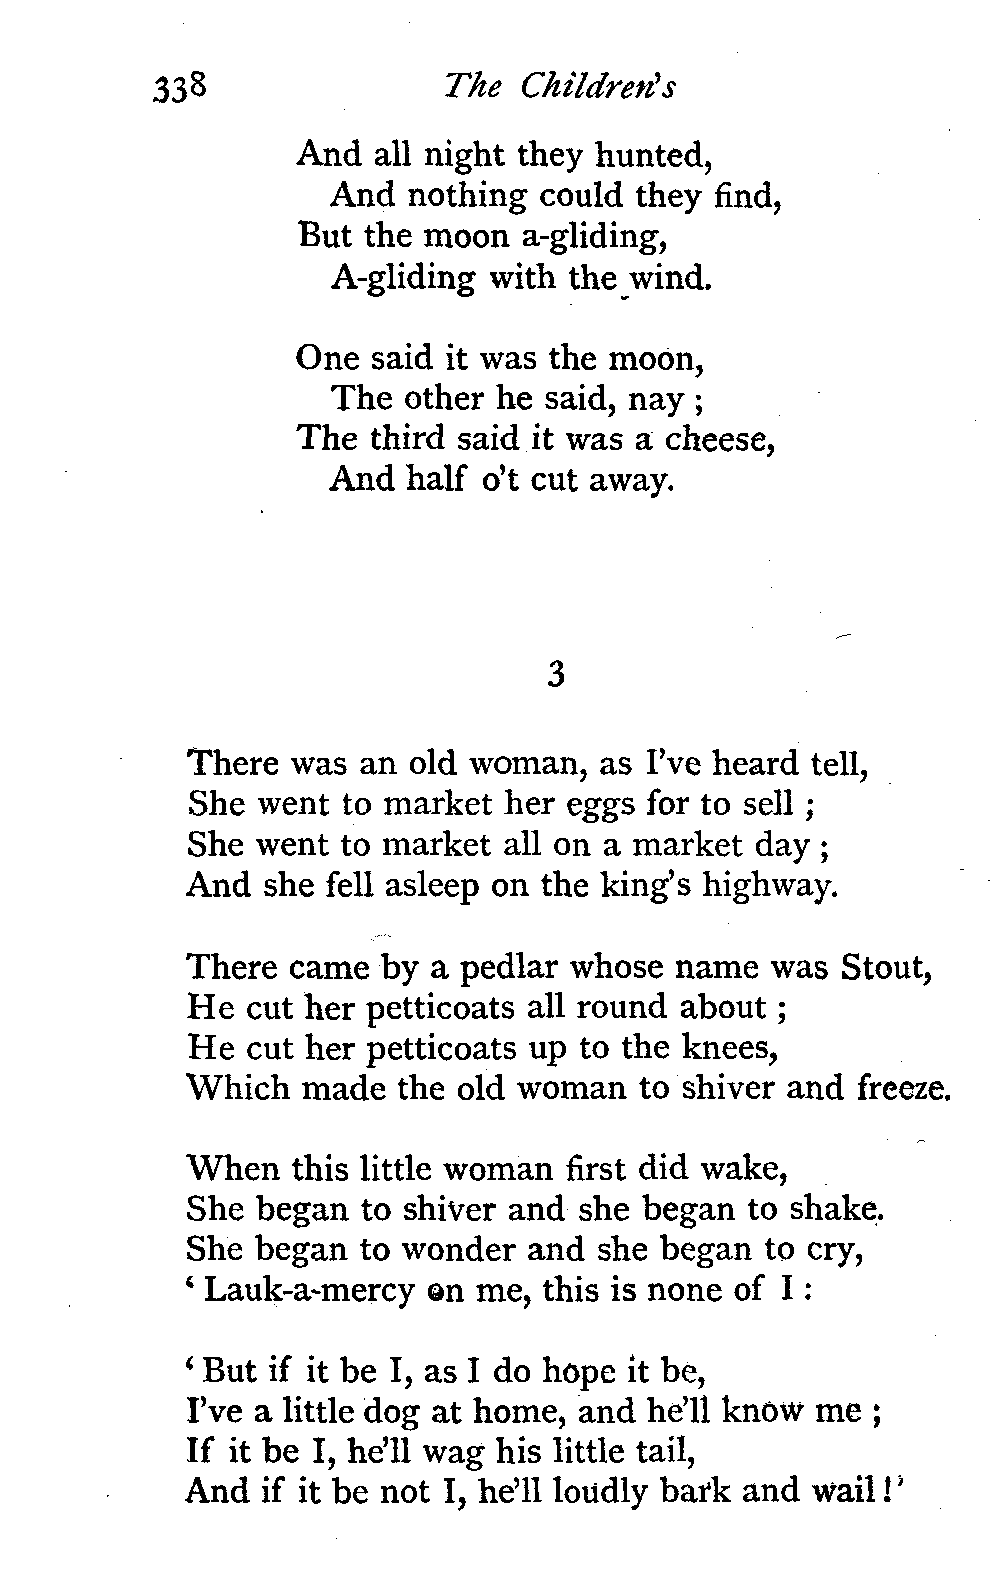 338 The Children's
And all night they hunted,
And nothing could they find,
But the moon a-gliding,
A-gliding with the wind.
One said it was the moon,
The other he said, nay ;
The third said it was a cheese,
And half o't cut away.
3
There was an old woman, as I've heard tell,
She went to market her eggs for to sell ;
She went to market all on a market day ;
And she fell asleep on the king's highway.
There came by a pedlar whose name was Stout,
He cut her petticoats all round about ;
He cut her petticoats up to the knees,
Which made the old woman to shiver and freeze.
When this little woman first did wake,
She began to shiver and she began to shake.
She began to wonder and she began to cry,
‘ Lauk-a-mercy on me, this is none of I :
‘ But if it be I, as I do hope it be,
I've a little dog at home, and he'll know me ;
If it be I, he'll wag his little tail,
And if it be not I, he'll loudly bark and wail !’